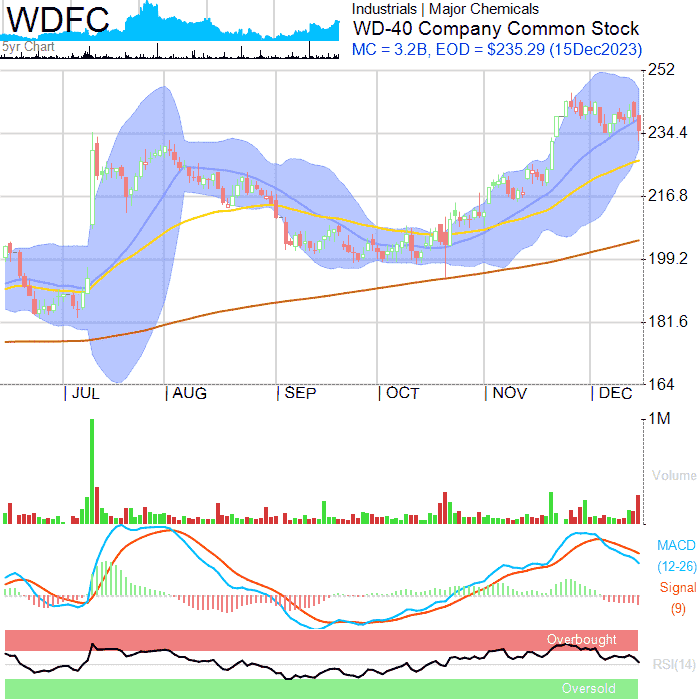 WDFC
5yr Chart
Industrials | Major Chemicals
WD-40 Company Common Stock
MC = 3.2B, EOD = $235.29 (15Dec2023)
252
234.4
216.8
199.2
181.6
164
JUL AUG SEP OCT NOV DEC
1M
Volume
MACD
(12-26)
Signal
(9)
Overbought
RSI(14)
Oversold